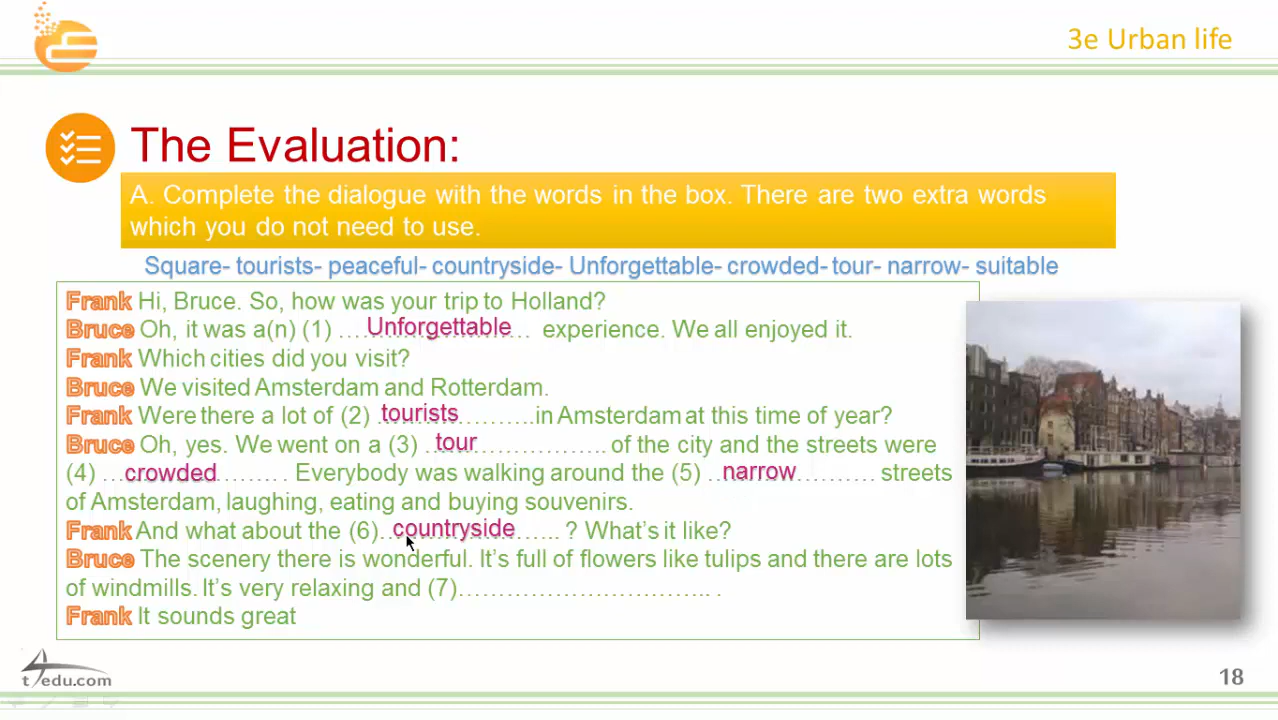 3e Urban life
The Evaluation:
A. Complete the dialogue with the words in the box. There are two extra words
which you do not need to use.
Square- tourists- peaceful- countryside- Unforgettable- crowded- tour- narrow- suitable
Frank Hi, Bruce. So, how was your trip to Holland?
Bruce Oh, it was a(n) (1) ....Unforgettable.... experience. We all enjoyed it.
Frank Which cities did you visit?
Bruce We visited Amsterdam and Rotterdam.
Frank Were there a lot of (2) tourists...........in Amsterdam at this time of year?
Bruce Oh, yes. We went on a (3) ..tour.................. of the city and the streets were
(4) ...crowded......... . Everybody was walking around the (5) ..narrow........... streets
of Amsterdam, laughing, eating and buying souvenirs.
Frank And what about the (6)..countryside..... ? What's it like?
Bruce The scenery there is wonderful. It's full of flowers like tulips and there are lots
of windmills. It's very relaxing and (7)................................ .
Frank It sounds great
t4edu.com
18